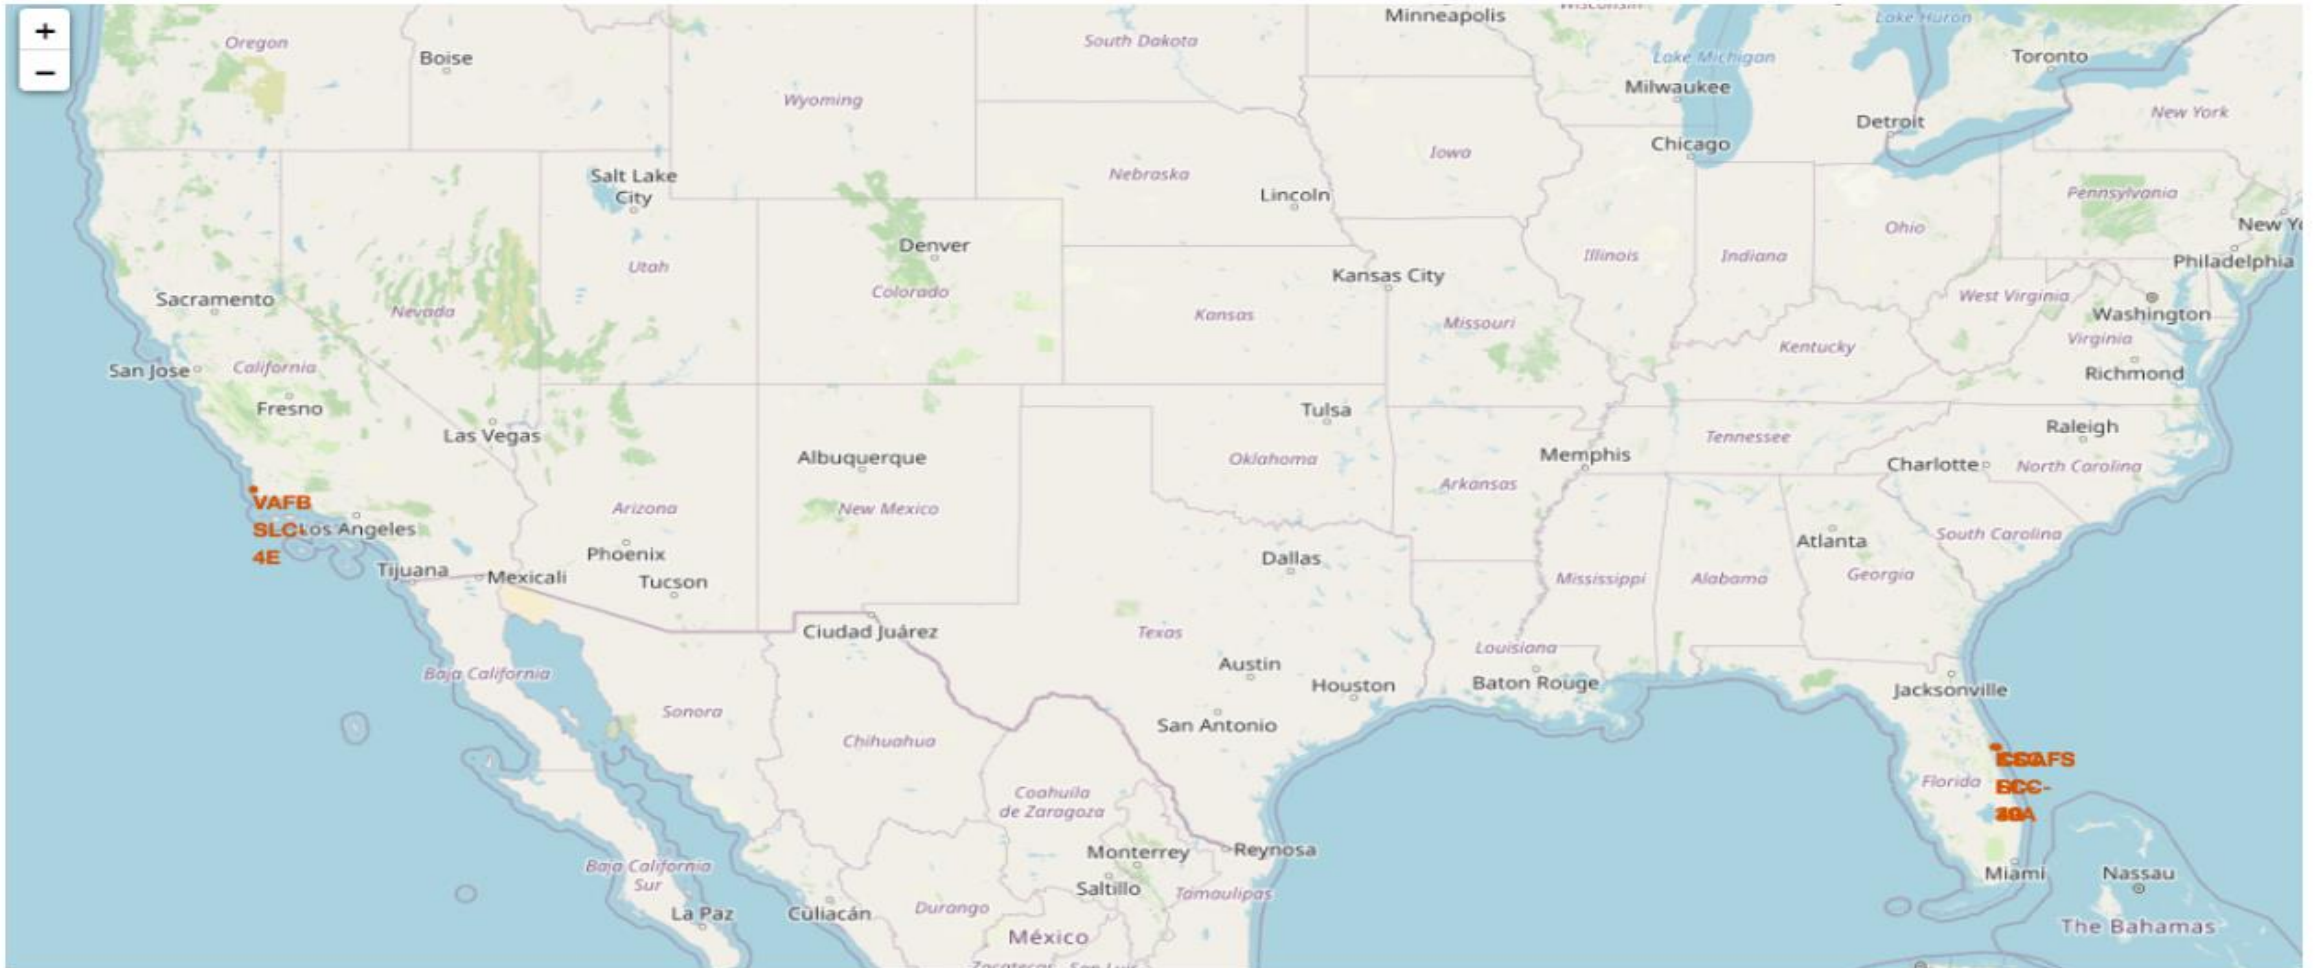 +
−
Oregon
Boise
South Dakota
Minneapolis
Wisconsin
Lake Huron
Lake Michigan
Toronto
Wyoming
Milwaukee
New York
Detroit
Chicago
Iowa
Nebraska
Salt Lake
City
Lincoln
Pennsylvania
Ohio
Denver
Illinois
Indiana
Utah
Kansas City
Philadelphia
Colorado
Sacramento
Nevada
Kansas
Missouri
West Virginia
Washington
Virginia
Kentucky
San Jose
California
Richmond
Fresno
Tulsa
Las Vegas
Raleigh
Tennessee
Albuquerque
Oklahoma
Memphis
Charlotte
North Carolina
Arkansas
VAFB
SLC-
4E
Los Angeles
Arizona
New Mexico
South Carolina
Atlanta
Phoenix
Dallas
Tijuana
Mexicali
Tucson
Mississippi
Alabama
Georgia
Ciudad Juárez
Texas
Louisiana
Austin
Baja California
Houston
Baton Rouge
Jacksonville
Sonora
San Antonio
Chihuahua
Florida
Coahuila
de Zaragoza
Monterrey
Reynosa
Baja California
Sur
Saltillo
Tamaulipas
Miami
Nassau
La Paz
Culiacán
Durango
México
The Bahamas